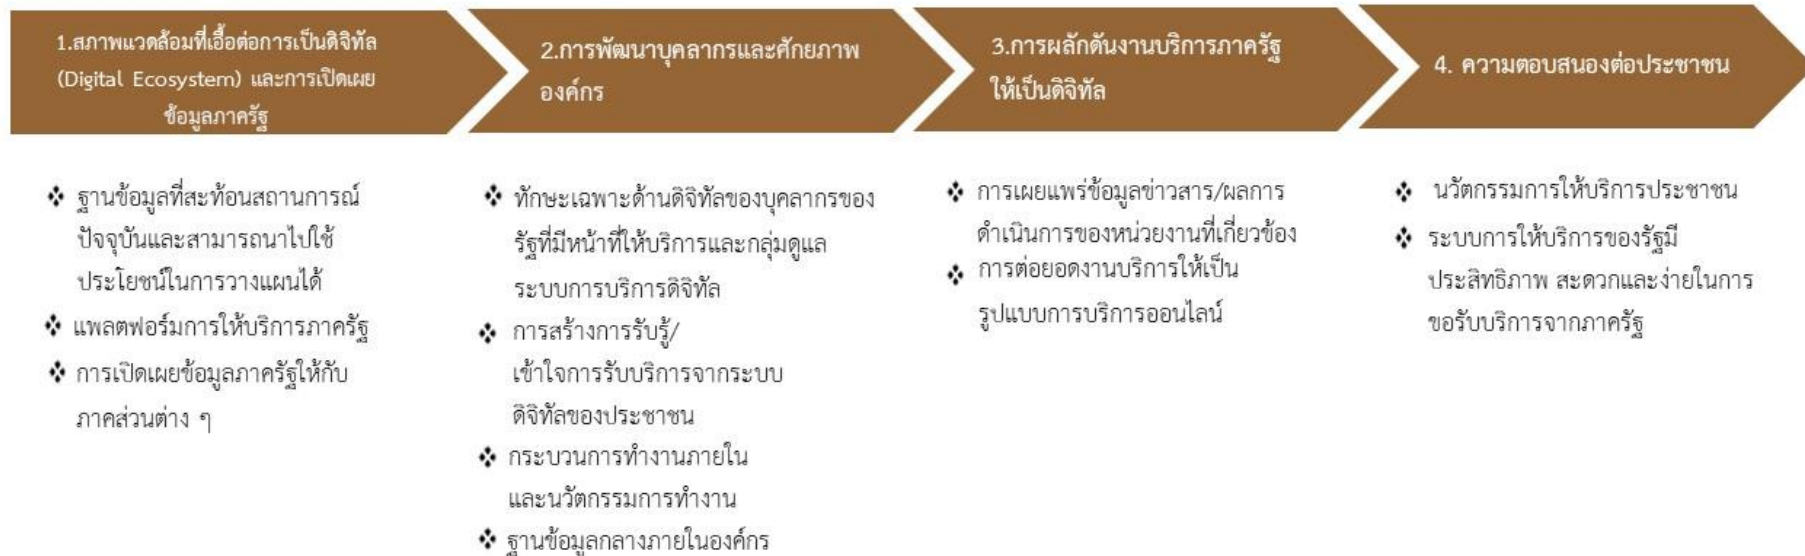 1.สภาพแวดล้อมที่เอื้อต่อการเป็นดิจิทัล
(Digital Ecosystem) และการเปิดเผย
ข้อมูลภาครัฐ
ฐานข้อมูลที่สะท้อนสถานการณ์
ปัจจุบันและสามารถนาไปใช้
ประโยชน์ในการวางแผนได้
แพลตฟอร์มการให้บริการภาครัฐ
การเปิดเผยข้อมูลภาครัฐให้กับ
ภาคส่วนต่าง ๆ
2.การพัฒนาบุคลากรและศักยภาพ
องค์กร
ทักษะเฉพาะด้านดิจิทัลของบุคลากรของ
รัฐที่มีหน้าที่ให้บริการและกลุ่มดูแล
ระบบการบริการดิจิทัล
การสร้างการรับรู้/
เข้าใจการรับบริการจากระบบ
ดิจิทัลของประชาชน
กระบวนการทำงานภายใน
และนวัตกรรมการทำงาน
ฐานข้อมูลกลางภายในองค์กร
3.การผลักดันงานบริการภาครัฐ
ให้เป็นดิจิทัล
การเผยแพร่ข้อมูลข่าวสาร/ผลการ
ดำเนินการของหน่วยงานที่เกี่ยวข้อง
การต่อยอดงานบริการให้เป็น
รูปแบบการบริการออนไลน์
4. ความตอบสนองต่อประชาชน
นวัตกรรมการให้บริการประชาชน
ระบบการให้บริการของรัฐมี
ประสิทธิภาพ สะดวกและง่ายในการ
ขอรับบริการจากภาครัฐ